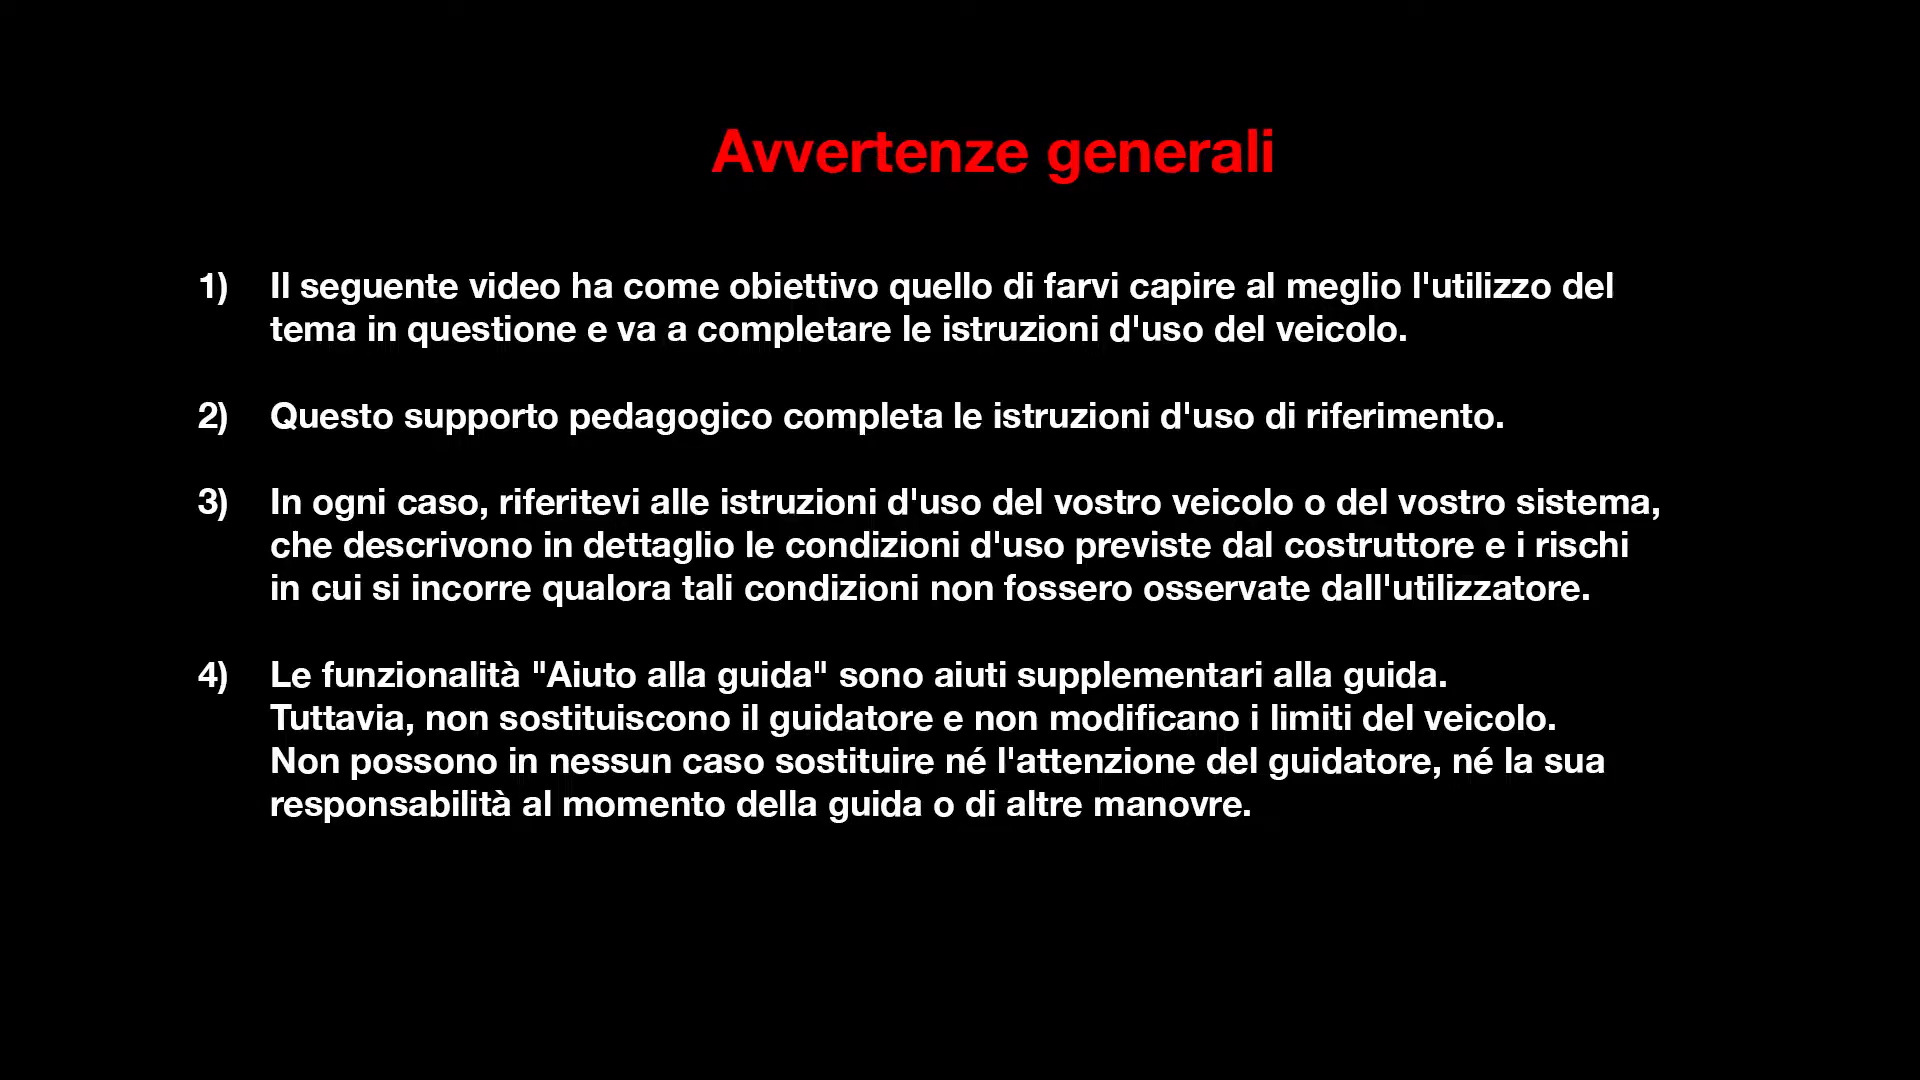 Avvertenze generali
1) Il seguente video ha come obiettivo quello di farvi capire al meglio l'utilizzo del
tema in questione e va a completare le istruzioni d'uso del veicolo.
2) Questo supporto pedagogico completa le istruzioni d'uso di riferimento.
3) In ogni caso, riferitevi alle istruzioni d'uso del vostro veicolo o del vostro sistema,
che descrivono in dettaglio le condizioni d'uso previste dal costruttore e i rischi
in cui si incorre qualora tali condizioni non fossero osservate dall'utilizzatore.
4) Le funzionalità "Aiuto alla guida" sono aiuti supplementari alla guida.
Tuttavia, non sostituiscono il guidatore e non modificano i limiti del veicolo.
Non possono in nessun caso sostituire né l'attenzione del guidatore, né la sua
responsabilità al momento della guida o di altre manovre.